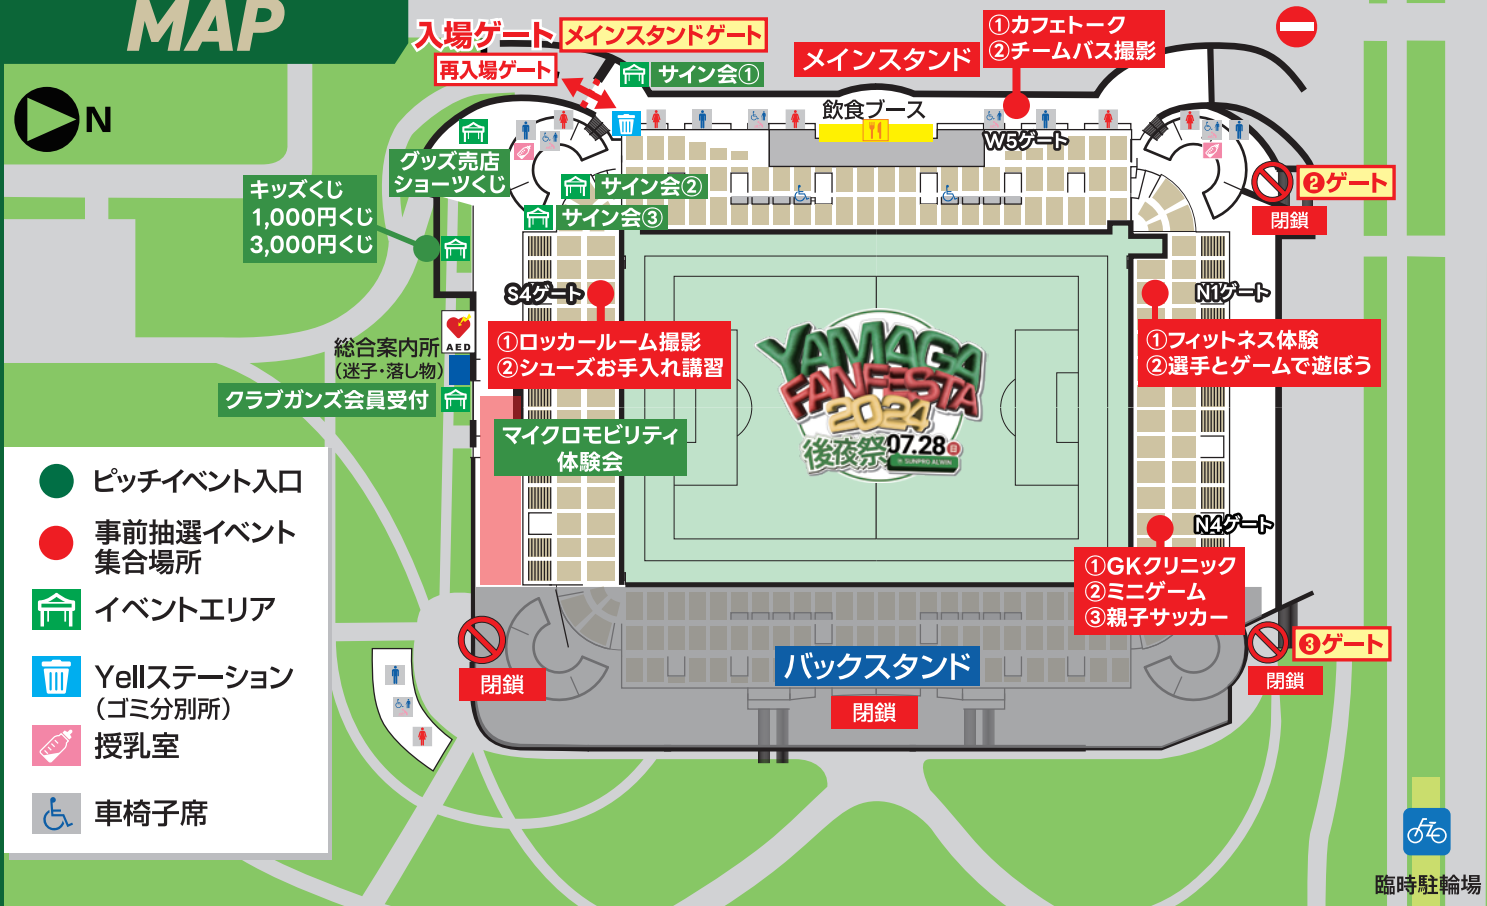 MAP
N
入場ゲート
メインスタンドゲート
再入場ゲート
サイン会①
メインスタンド
①カフェトーク
②チームバス撮影
飲食ブース
W5ゲート
グッズ売店
ショーツくじ
サイン会②
サイン会③
キッズくじ
1,000円くじ
3,000円くじ
❷ゲート
閉鎖
S4ゲート
①ロッカールーム撮影
②シューズお手入れ講習
N1ゲート
①フィットネス体験
②選手とゲームで遊ぼう
AED
総合案内所
(迷子・落し物)
クラブガンズ会員受付
マイクロモビリティ
体験会
YAMAGA
FANFESTA
2024
後夜祭
07.28 日
in SUNPRO ALWIN
N4ゲート
①GKクリニック
②ミニゲーム
③親子サッカー
❸ゲート
閉鎖
閉鎖
バックスタンド
閉鎖
ピッチイベント入口
事前抽選イベント
集合場所
イベントエリア
Yellステーション
(ゴミ分別所)
授乳室
車椅子席
臨時駐輪場